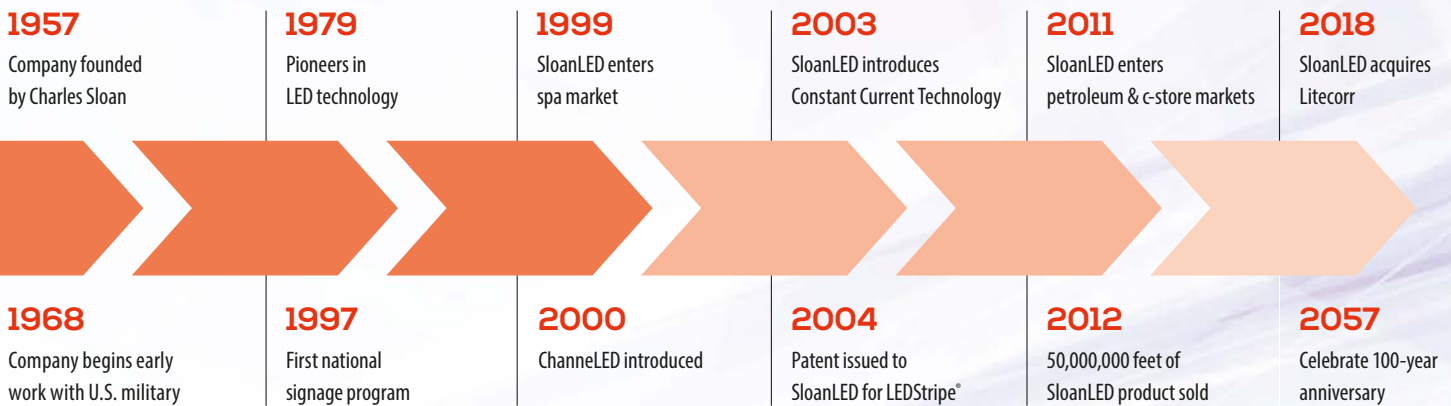 1957
Company founded
by Charles Sloan
1979
Pioneers in
LED technology
1999
SloanLED enters
spa market
2003
SloanLED introduces
Constant Current Technology
2011
SloanLED enters
petroleum & c-store markets
2018
SloanLED acquires
Litecorr
1968
Company begins early
work with U.S. military
1997
First national
signage program
2000
ChanneLED introduced
2004
Patent issued to
SloanLED for LEDStripe®
2012
50,000,000 feet of
SloanLED product sold
2057
Celebrate 100-year
anniversary